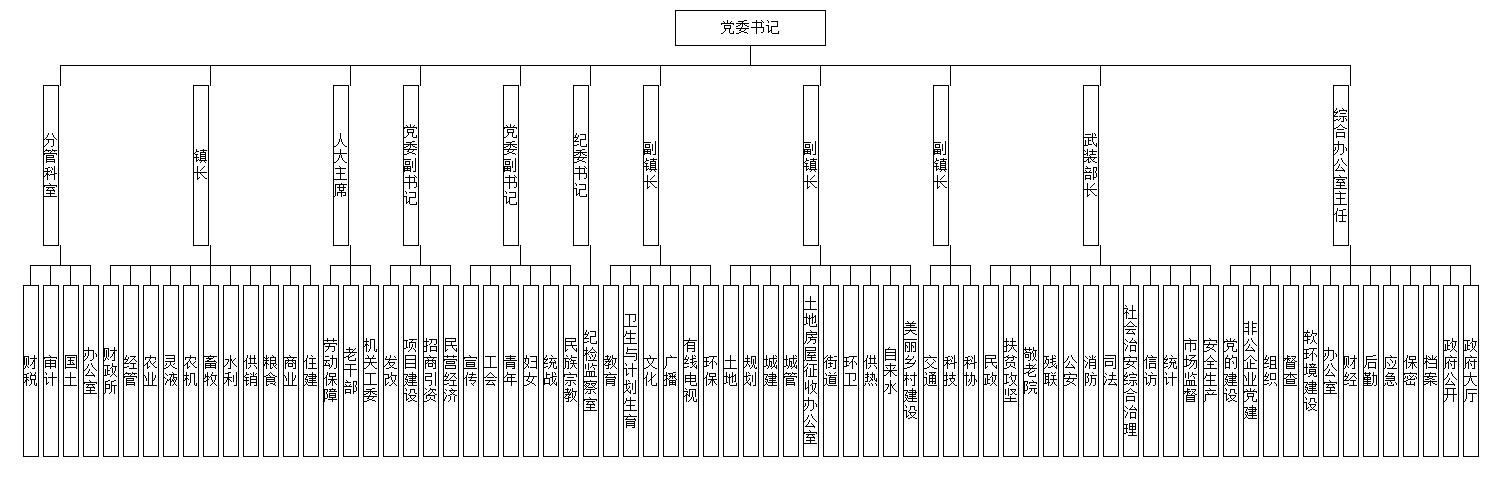 党委书记
分管科室
镇长
人大主席
党委副书记
党委副书记
纪委书记
副镇长
副镇长
副镇长
武装部长
综合办公室主任
财税
审计
国土
办公室
财政所
经管
农业
灵液
农机
畜牧
水利
供销
粮食
商业
住建
劳动保障
老干部
机关工委
发改
项目建设
招商引资
民营经济
宣传
工会
青年
妇女
统战
民族宗教
纪检监察室
教育
卫生与计划生育
文化
广播
有线电视
环保
土地
规划
城建
城管
土地房屋征收办公室
街道
环卫
供热
自来水
美丽乡村建设
交通
科技
科协
民政
扶贫攻坚
敬老院
残联
公安
消防
司法
社会治安综合治理
信访
统计
市场监督
安全生产
党的建设
非公企业党建
组织
督查
软环境建设
办公室
财经
后勤
应急
保密
档案
政府公开
政府大厅